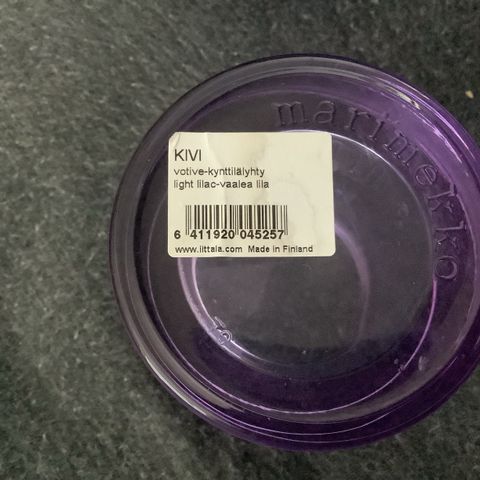 marimekko
KIVI
votive-kynttilälyhty
light lilac-vaalea lila
6 411920 045257
www.iittala.com Made in Finland